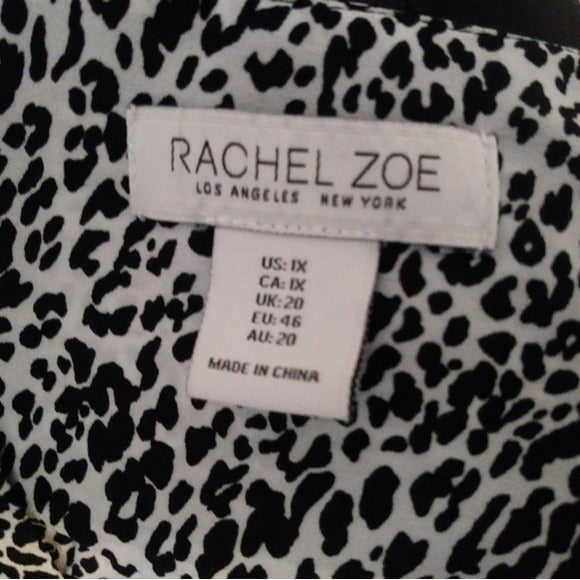 RACHEL ZOE
LOS ANGELES NEW YORK
US: 1X
CA: 1X
UK: 20
EU: 46
AU: 20
MADE IN CHINA